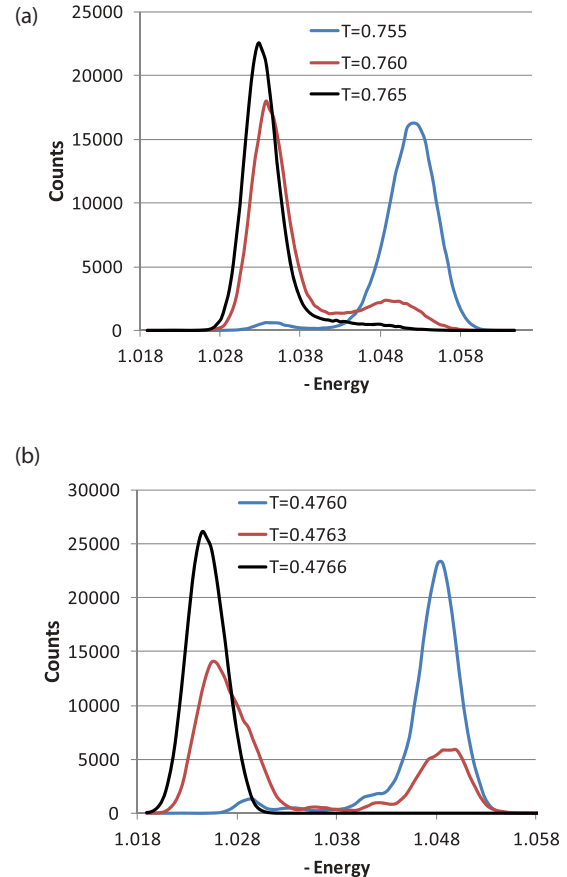 (a)
25000
20000
15000
10000
5000
0
Counts
T=0.755
T=0.760
T=0.765
1.018 1.028 1.038 1.048 1.058
- Energy
(b)
30000
25000
20000
15000
10000
5000
0
Counts
T=0.4760
T=0.4763
T=0.4766
1.018 1.028 1.038 1.048 1.058
- Energy